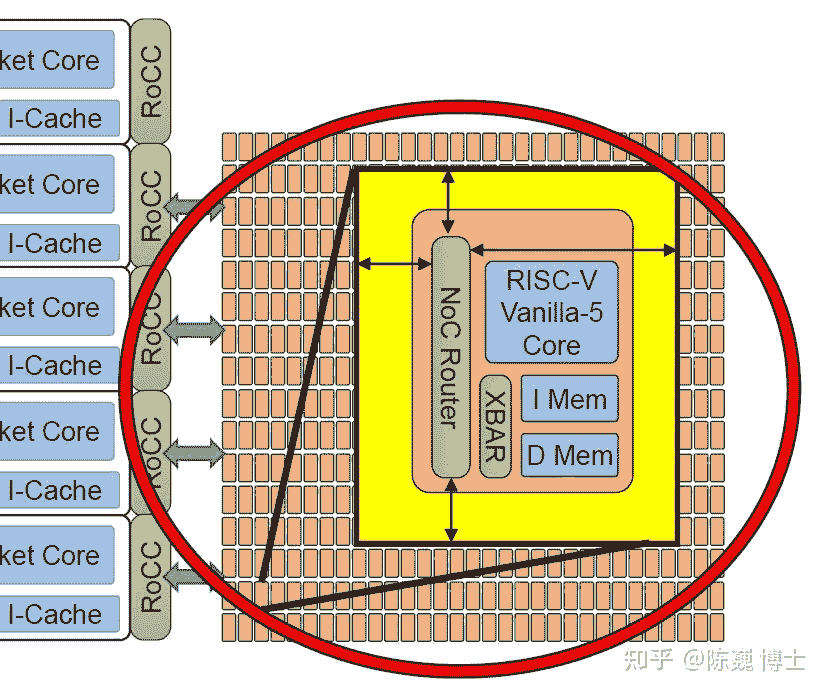 ket Core
I-Cache
RoCC
ket Core
I-Cache
RoCC
ket Core
I-Cache
RoCC
ket Core
I-Cache
RoCC
ket Core
I-Cache
RoCC
NoC Router
RISC-V
Vanilla-5
Core
XBAR
I Mem
D Mem
知乎 @陈巍 博士